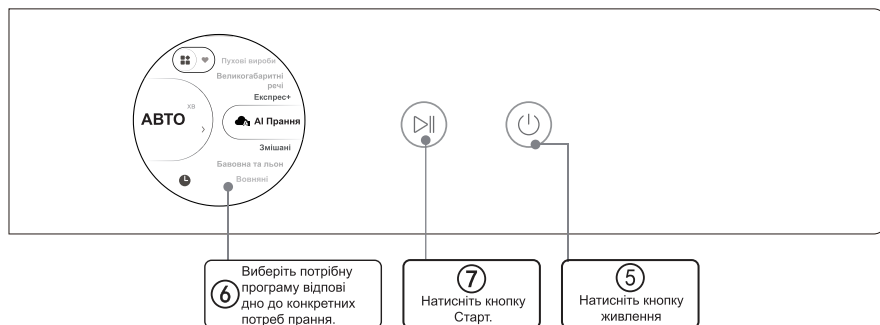 Пухові вироби
Великогабаритні
речі
Експрес+
АВТО
хв
AI Прання
Змішані
Бавовна та льон
Вовняні
6
Виберіть потрібну
програму відпові
дно до конкретних
потреб прання.
7
Натисніть кнопку
Старт.
5
Натисніть кнопку
живлення